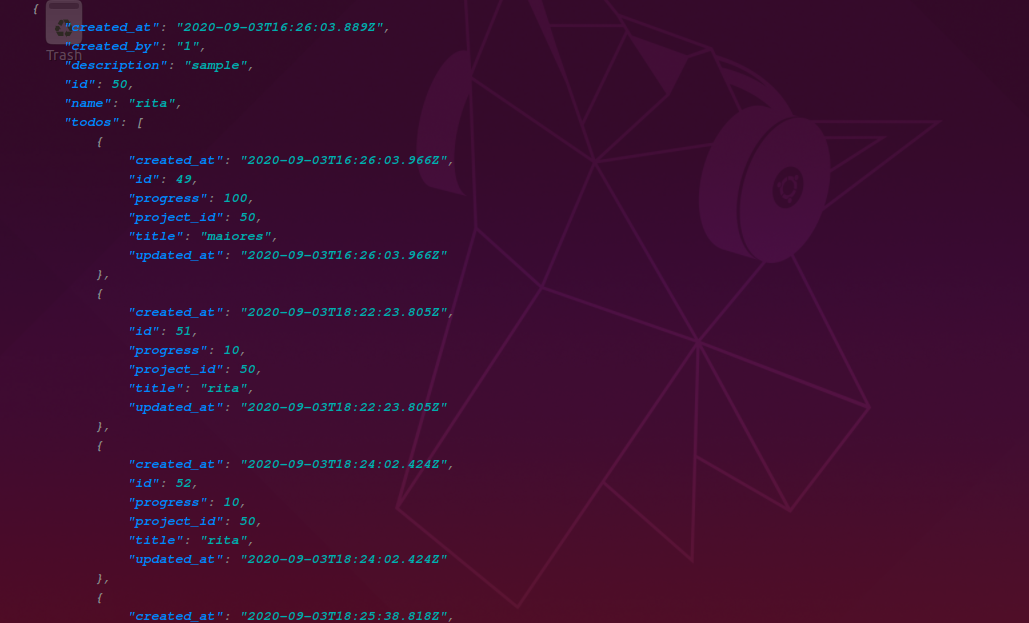 {
"created_at": "2020-09-03T16:26:03.889Z",
"created_by": "1",
Trash
"description": "sample",
"id": 50,
"name": "rita",
"todos": [
{
"created_at": "2020-09-03T16:26:03.966Z",
"id": 49,
"progress": 100,
"project_id": 50,
"title": "maiores",
"updated_at": "2020-09-03T16:26:03.966Z"
},
{
"created_at": "2020-09-03T18:22:23.805Z",
"id": 51,
"progress": 10,
"project_id": 50,
"title": "rita",
"updated_at": "2020-09-03T18:22:23.805Z"
},
{
"created_at": "2020-09-03T18:24:02.424Z",
"id": 52,
"progress": 10,
"project_id": 50,
"title": "rita",
"updated_at": "2020-09-03T18:24:02.424Z"
},
{
"created_at": "2020-09-03T18:25:38.818Z",